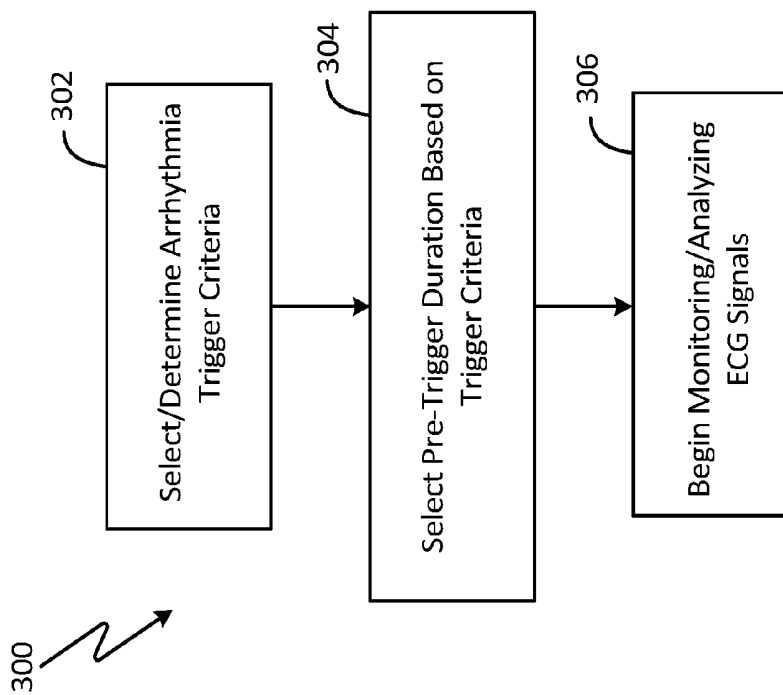 300
302
Select/Determine Arrhythmia
Trigger Criteria
304
Select Pre-Trigger Duration Based on
Trigger Criteria
306
Begin Monitoring/Analyzing
ECG Signals